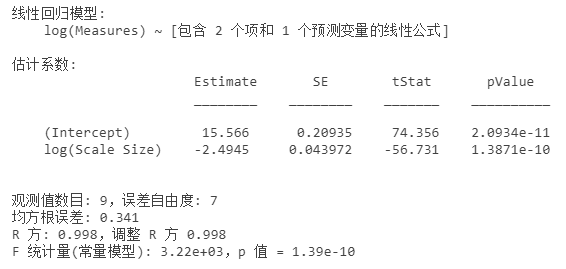 线性回归模型:
log(Measures) ~ [包含 2 个项和 1 个预测变量的线性公式]
估计系数:
Estimate SE tStat pValue
(Intercept) 15.566 0.20935 74.356 2.0934e-11
log(Scale Size) -2.4945 0.043972 -56.731 1.3871e-10
观测值数目: 9，误差自由度: 7
均方根误差: 0.341
R 方: 0.998，调整 R 方 0.998
F 统计量(常量模型): 3.22e+03，p 值 = 1.39e-10